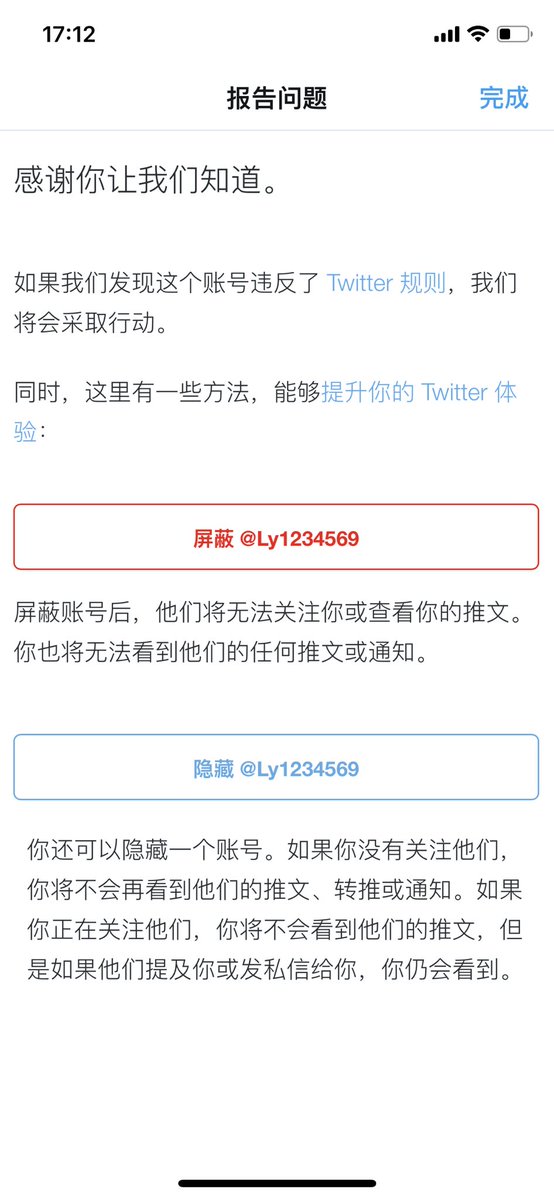 17:12
报告问题
完成
感谢你让我们知道。
如果我们发现这个账号违反了 Twitter 规则，我们
将会采取行动。
同时，这里有一些方法，能够提升你的 Twitter 体
验：
屏蔽 @Ly1234569
屏蔽账号后，他们将无法关注你或查看你的推文。
你也将无法看到他们的任何推文或通知。
隐藏 @Ly1234569
你还可以隐藏一个账号。如果你没有关注他们，
你将不会再看到他们的推文、转推或通知。如果
你正在关注他们，你将不会看到他们的推文，但
是如果他们提及你或发私信给你，你仍会看到。